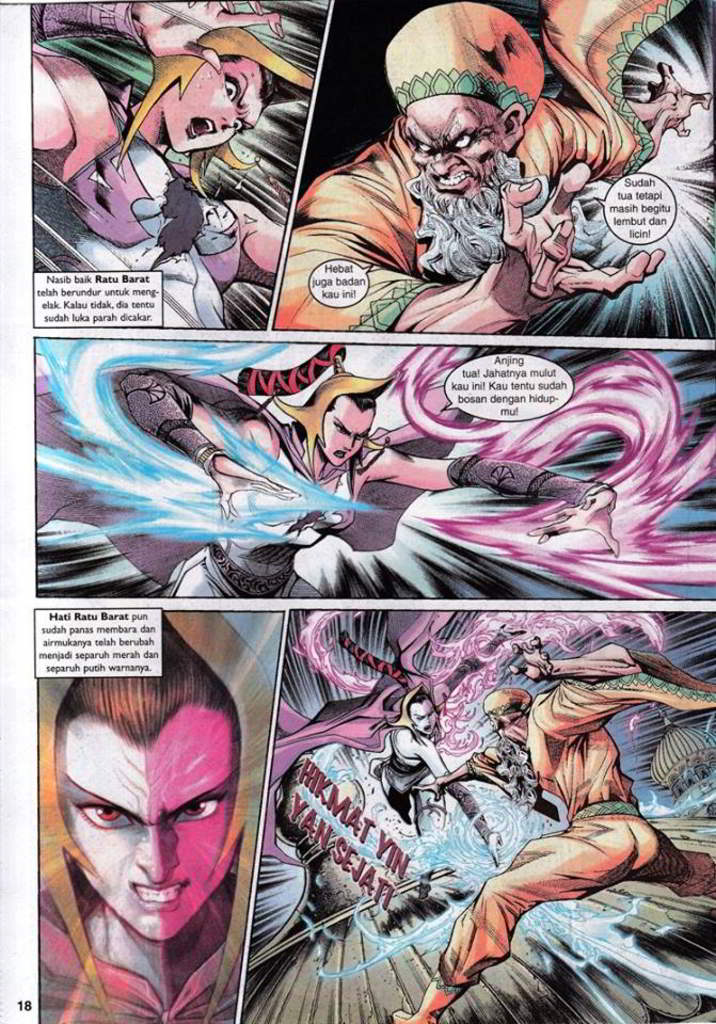 Nasib baik Ratu Barat
telah berundur untuk meng-
elak. Kalau tidak, dia tentu
sudah luka parah dicakar.
Hebat
juga badan
kau ini!
Sudah
tua tetapi
masih begitu
lembut dan
licin!
Anjing
tua! Jahatnya mulut
kau ini! Kau tentu sudah
bosan dengan hidup-
mu!
Hati Ratu Barat pun
sudah panas membara dan
airmukanya telah berubah
menjadi separuh merah dan
separuh putih warnanya.
HIKMAT YIN
YAN SEJATI
18